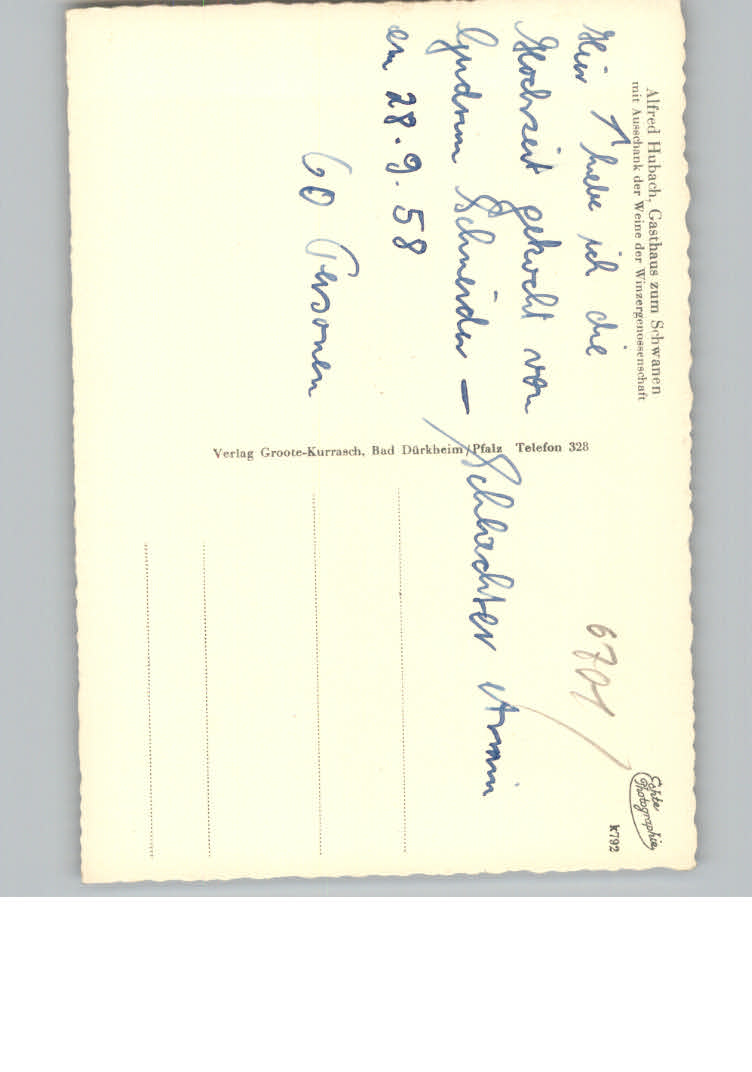 Alfred Hubach, Gasthaus zum Schwanen
mit Ausschank der Weine der Winzergenossenschaft
Hier ↑ habe ich die
Hochzeit gekocht von
Gudrun Schneider – Schlachter Armin
am 28.9.58
60 Personen
Verlag Groote-Kurrasch, Bad Dürkheim/Pfalz Telefon 328
6701
Echte
Photographie
k792